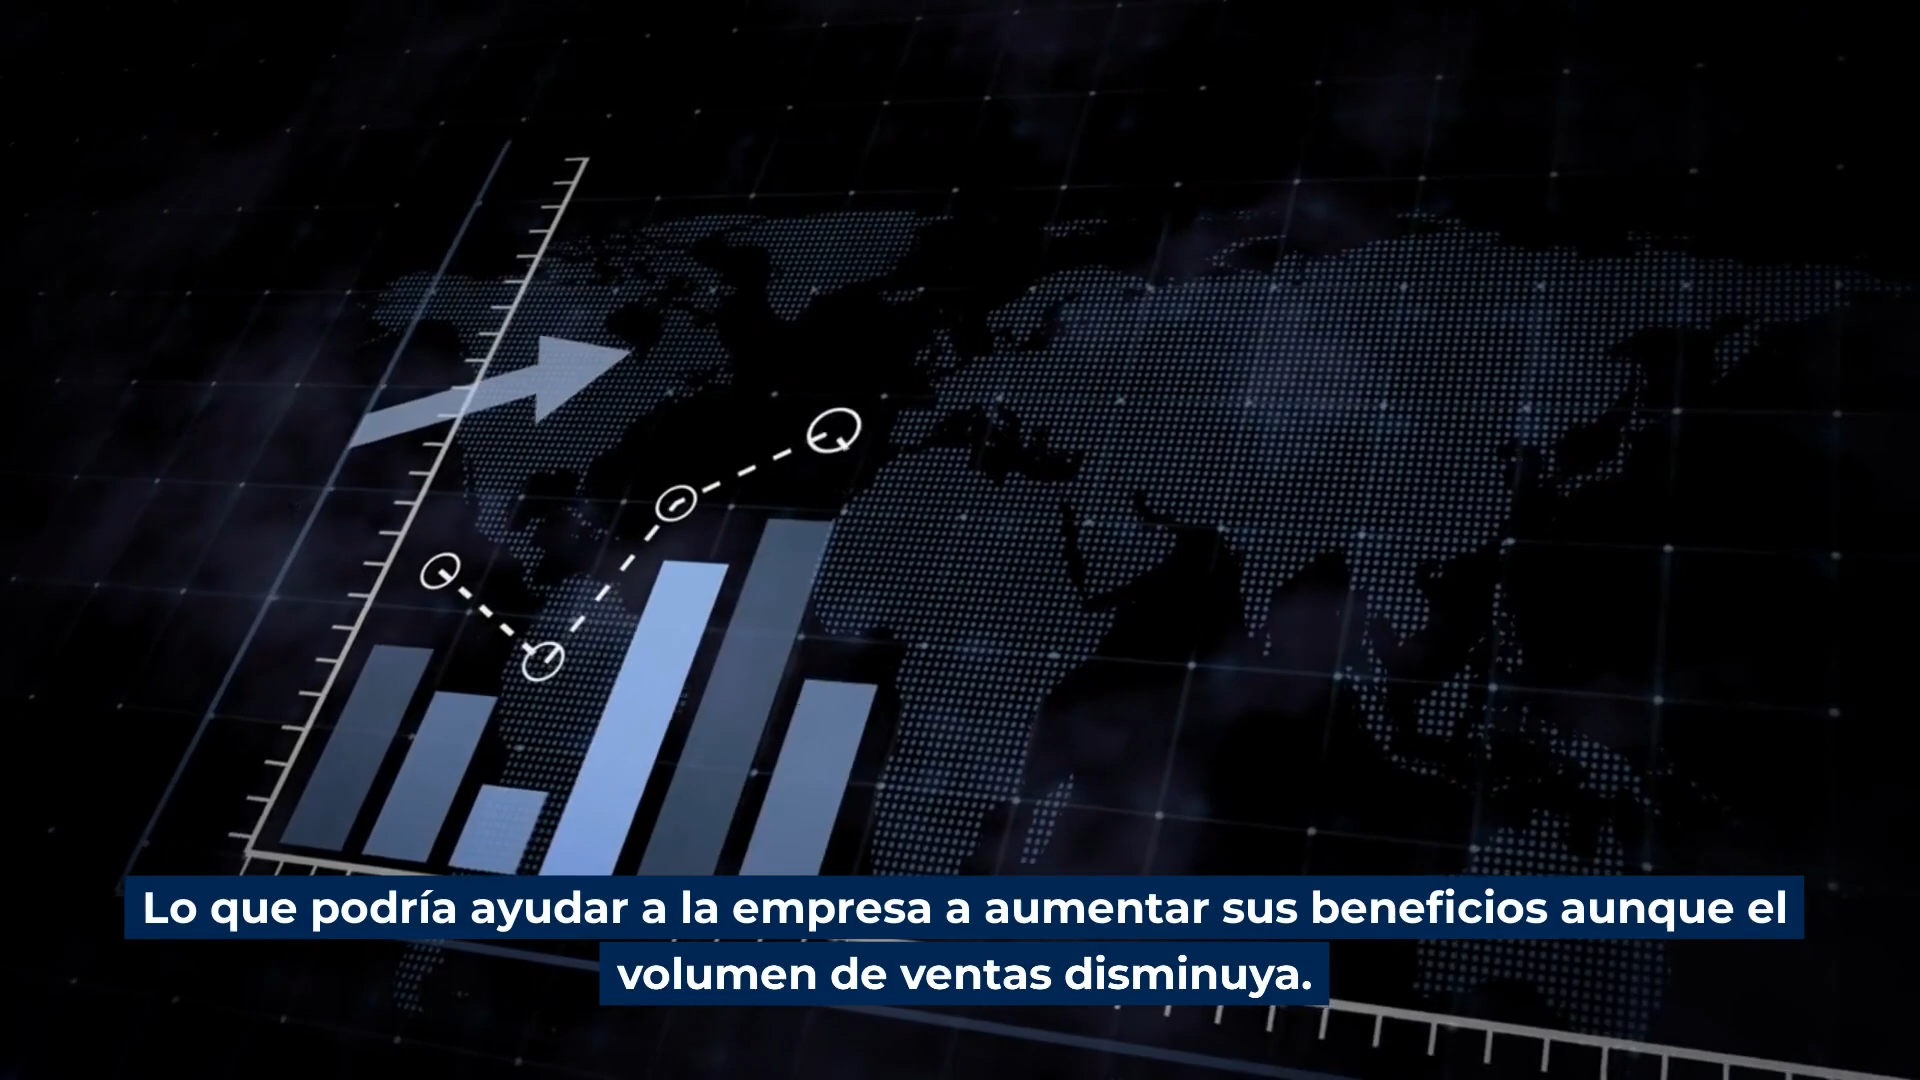 Lo que podría ayudar a la empresa a aumentar sus beneficios aunque el
volumen de ventas disminuya.